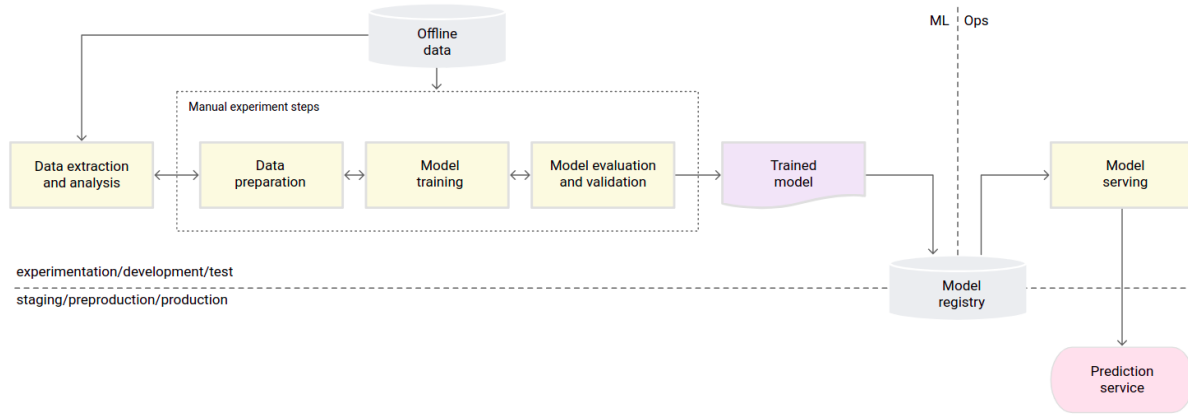 Offline
data
ML
Ops
Manual experiment steps
Data extraction
and analysis
Data
preparation
Model
training
Model evaluation
and validation
Trained
model
Model
serving
experimentation/development/test
staging/preproduction/production
Model
registry
Prediction
service